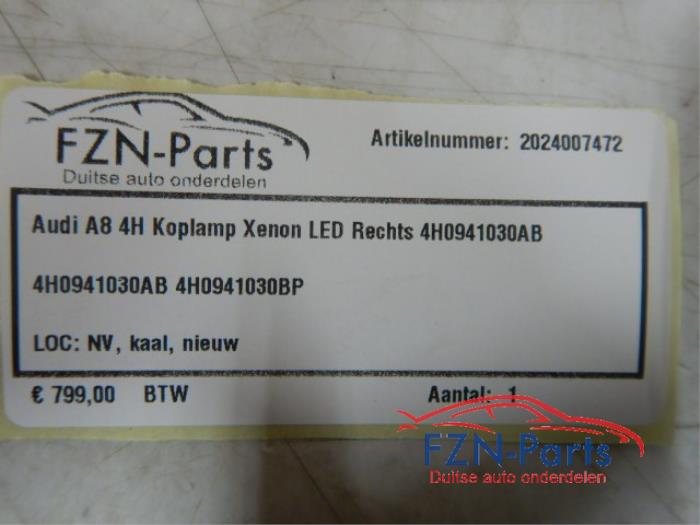 FZN-Parts
Duitse auto onderdelen
Artikelnummer: 2024007472
Audi A8 4H Koplamp Xenon LED Rechts 4H0941030AB
4H0941030AB 4H0941030BP
LOC: NV, kaal, nieuw
€ 799,00 BTW Aantal: 1
FZN-Parts
Duitse auto onderdelen